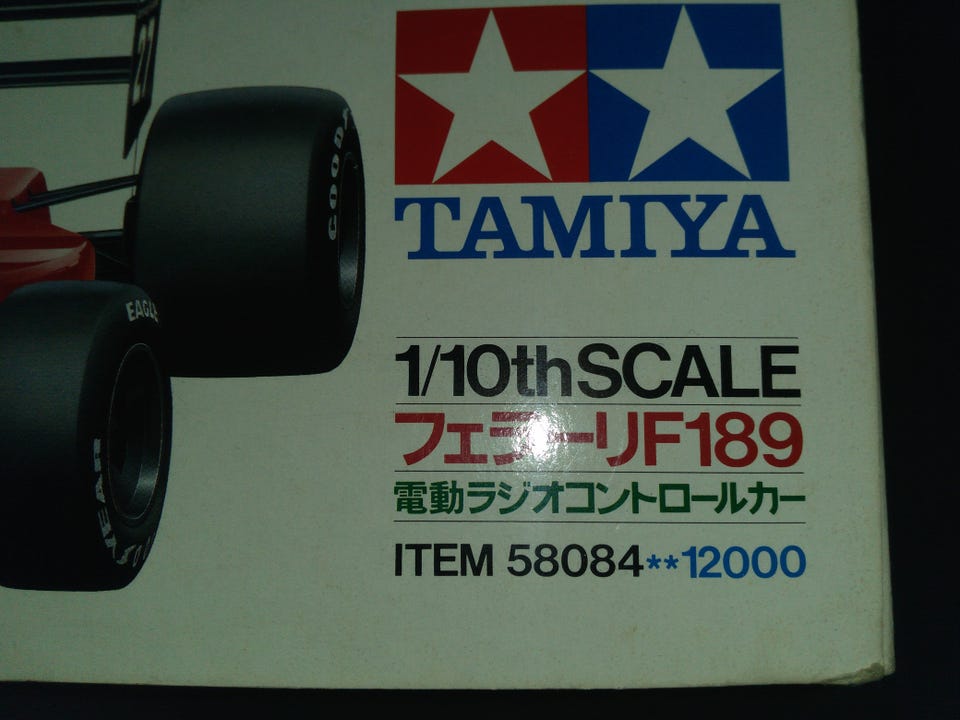 TAMIYA
1/10th SCALE
フェラーリF189
電動ラジオコントロールカー
ITEM 58084**12000
EAGLE